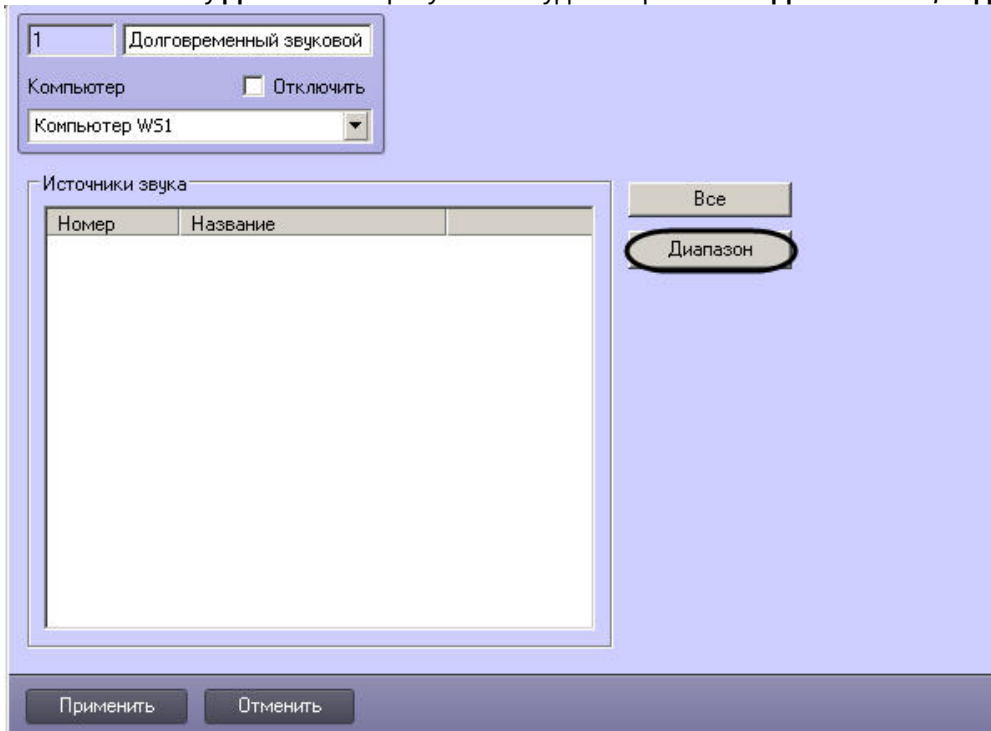 1
Долговременный звуковой
Компьютер
Отключить
Компьютер WS1
Источники звука
Номер
Название
Все
Диапазон
Применить
Отменить